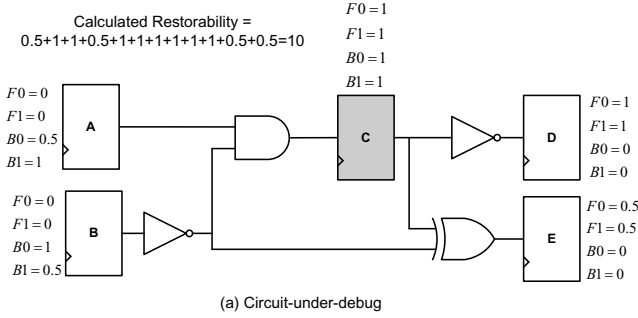 Calculated Restorability =
0.5+1+1+0.5+1+1+1+1+1+1+1+0.5+0.5=10
F0=1
F1=1
B0=1
B1=1
F0=0
F1=0
B0=0.5
B1=1
A
C
D
F0=1
F1=1
B0=0
B1=0
F0=0
F1=0
B0=1
B1=0.5
B
E
F0=0.5
F1=0.5
B0=0
B1=0
(a) Circuit-under-debug